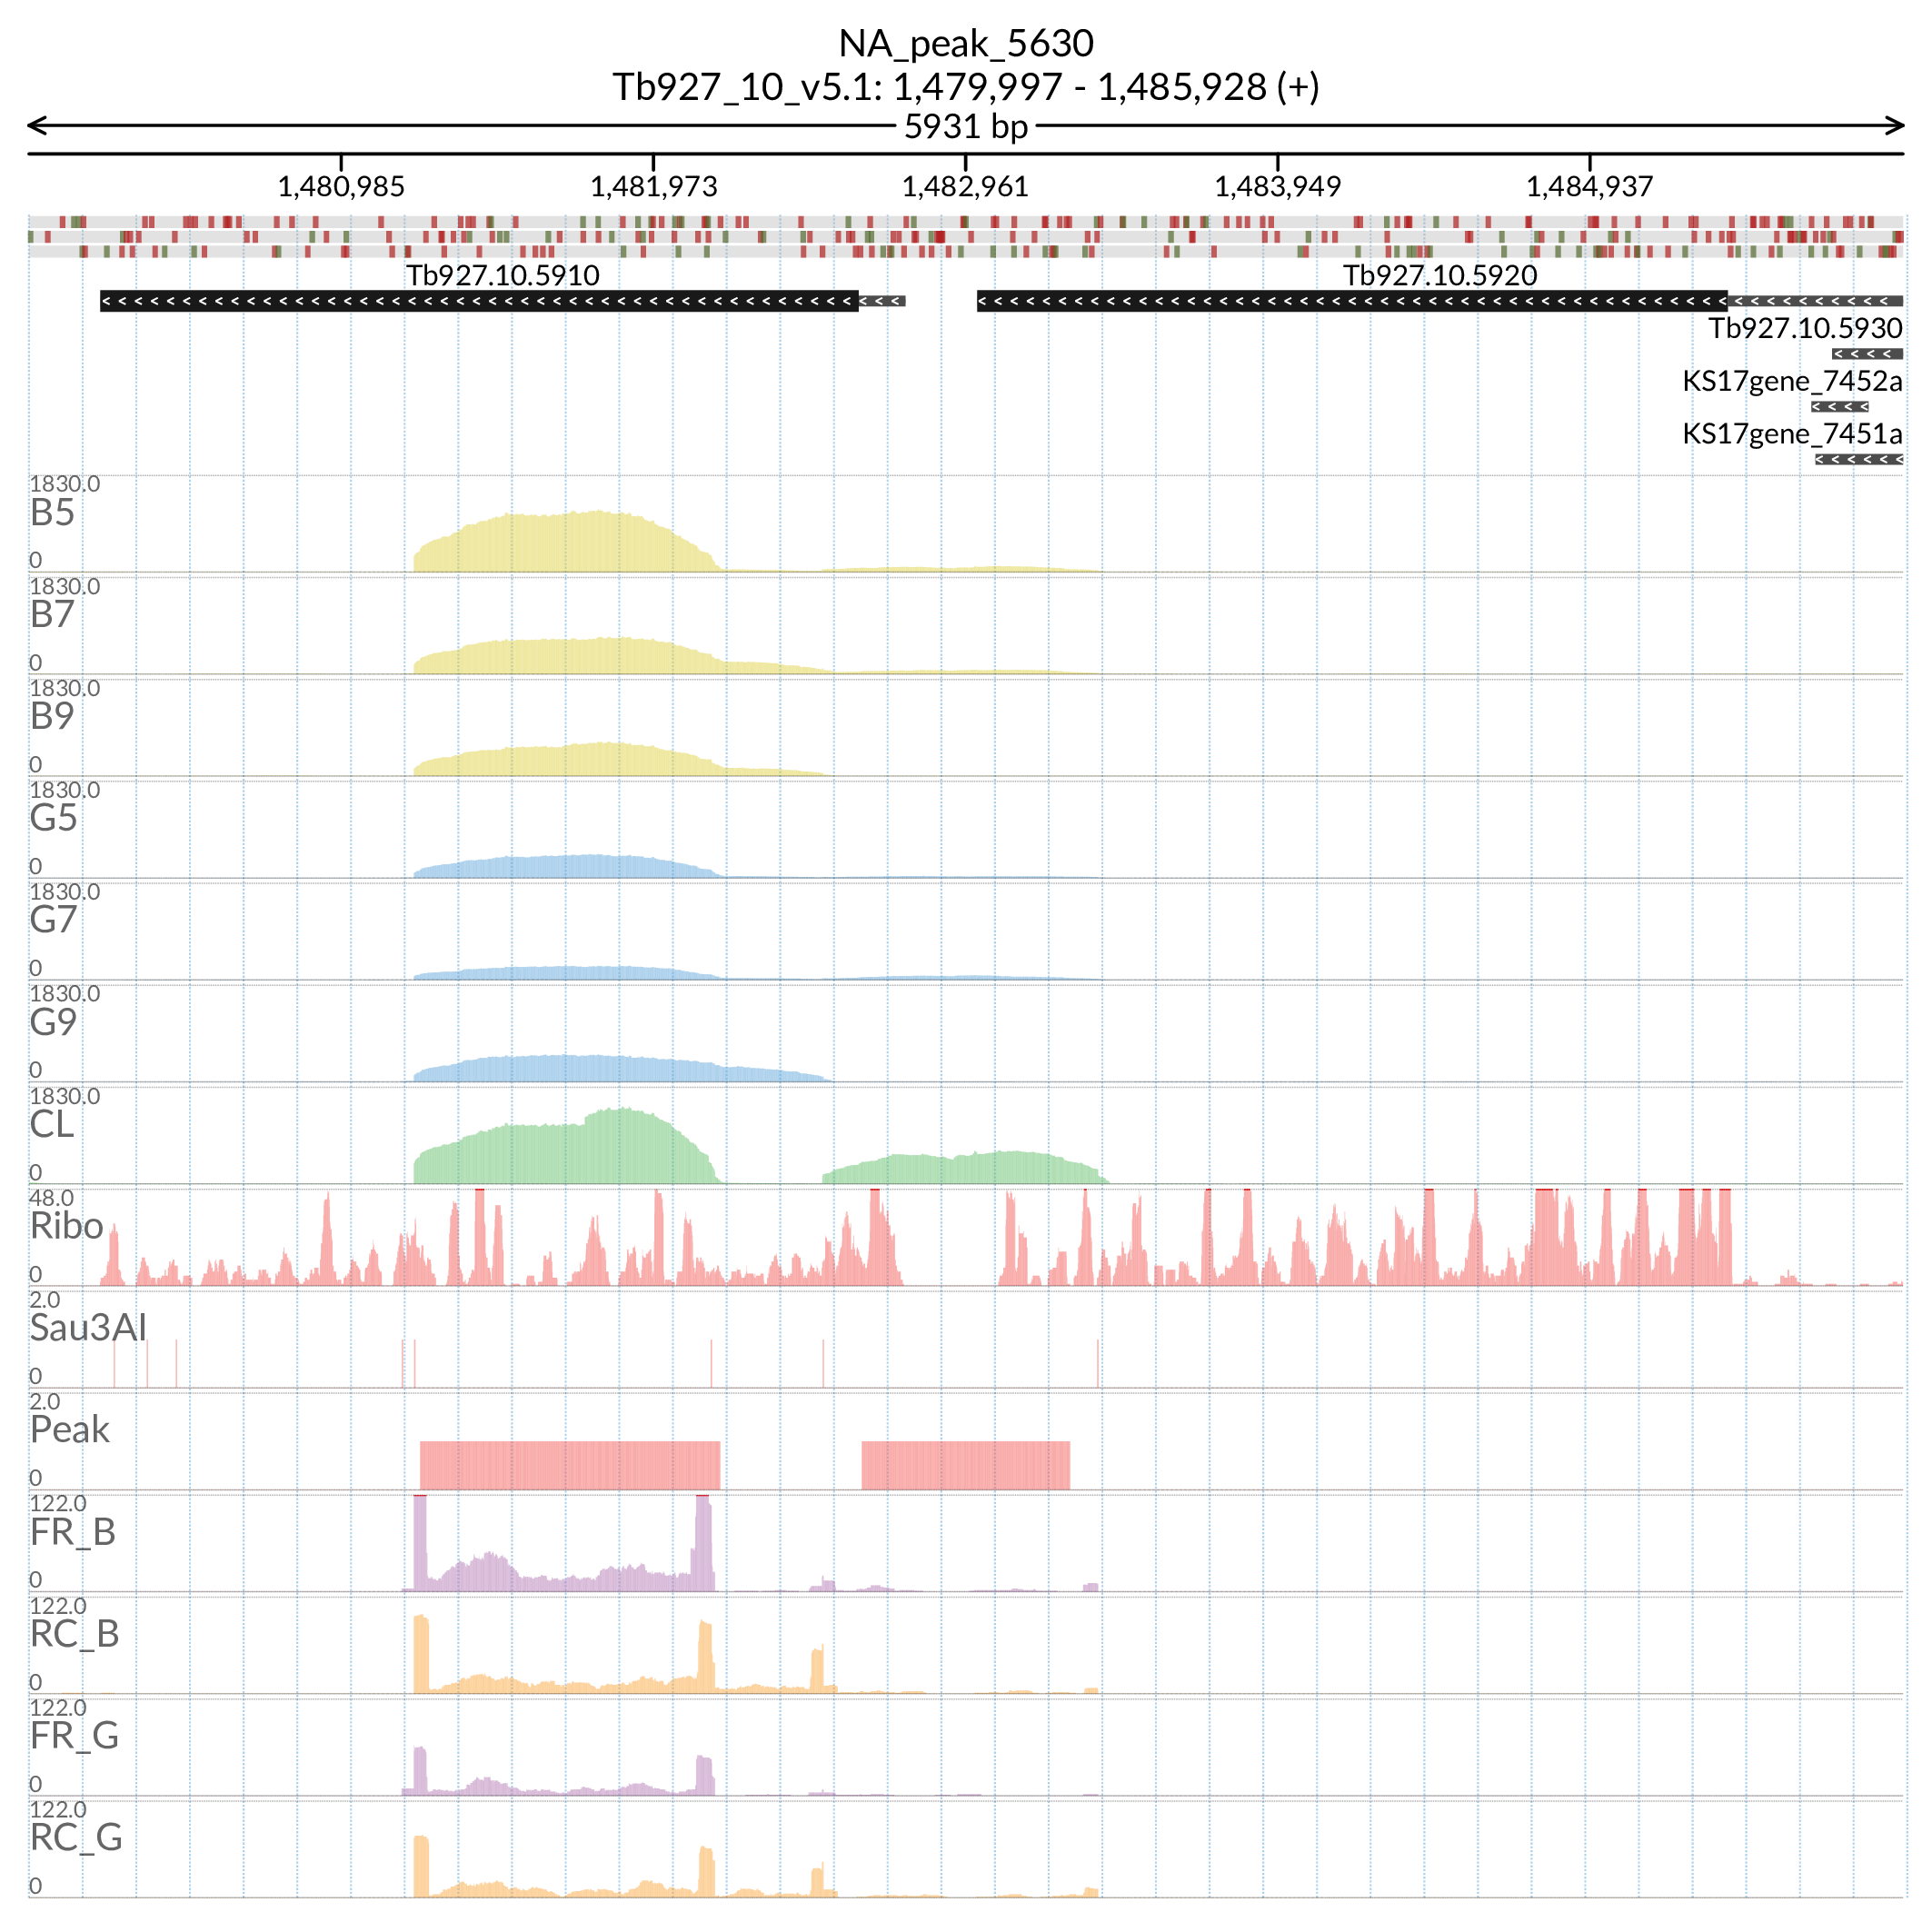 NA_peak_5630
Tb927_10_v5.1: 1,479,997 - 1,485,928 (+)
5931 bp
1,480,985 1,481,973 1,482,961 1,483,949 1,484,937
Tb927.10.5910 Tb927.10.5920
Tb927.10.5930
KS17gene_7452a
KS17gene_7451a
1830.0
B5
0
1830.0
B7
0
1830.0
B9
0
1830.0
G5
0
1830.0
G7
0
1830.0
G9
0
1830.0
CL
0
48.0
Ribo
0
2.0
Sau3AI
0
2.0
Peak
0
122.0
FR_B
0
122.0
RC_B
0
122.0
FR_G
0
122.0
RC_G
0